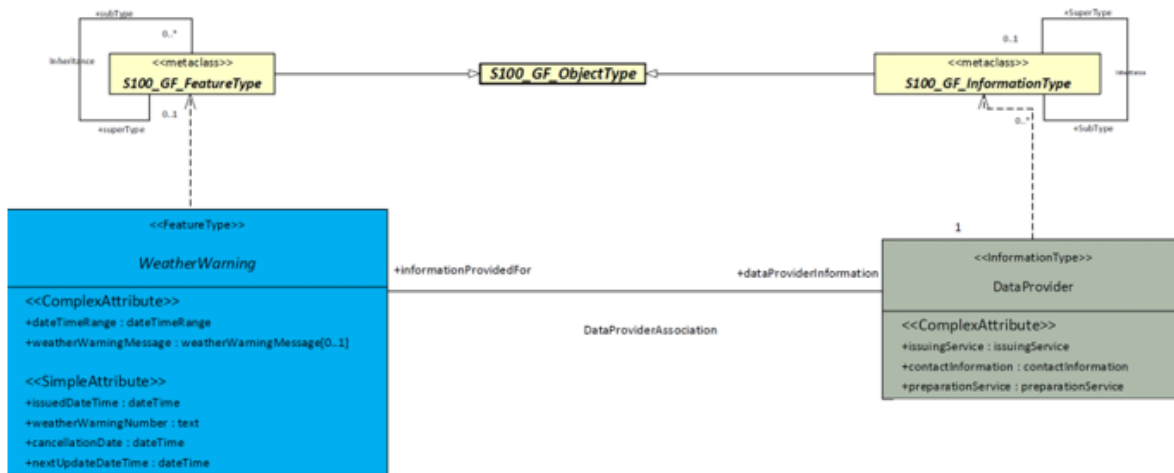 +subType
0..*
Inheritance
<<metaclass>>
S100_GF_FeatureType
0..1
+superType
S100_GF_ObjectType
+SuperType
0..1
<<metaclass>>
S100_GF_InformationType
Inheritance
0..*
+SubType
<<FeatureType>>
WeatherWarning
<<ComplexAttribute>>
+dateTimeRange : dateTimeRange
+weatherWarningMessage : weatherWarningMessage[0..1]
<<SimpleAttribute>>
+issuedDateTime : dateTime
+weatherWarningNumber : text
+cancellationDate : dateTime
+nextUpdateDateTime : dateTime
+informationProvidedFor
+dataProviderInformation
DataProviderAssociation
1
<<InformationType>>
DataProvider
<<ComplexAttribute>>
+issuingService : issuingService
+contactInformation : contactInformation
+preparationService : preparationService